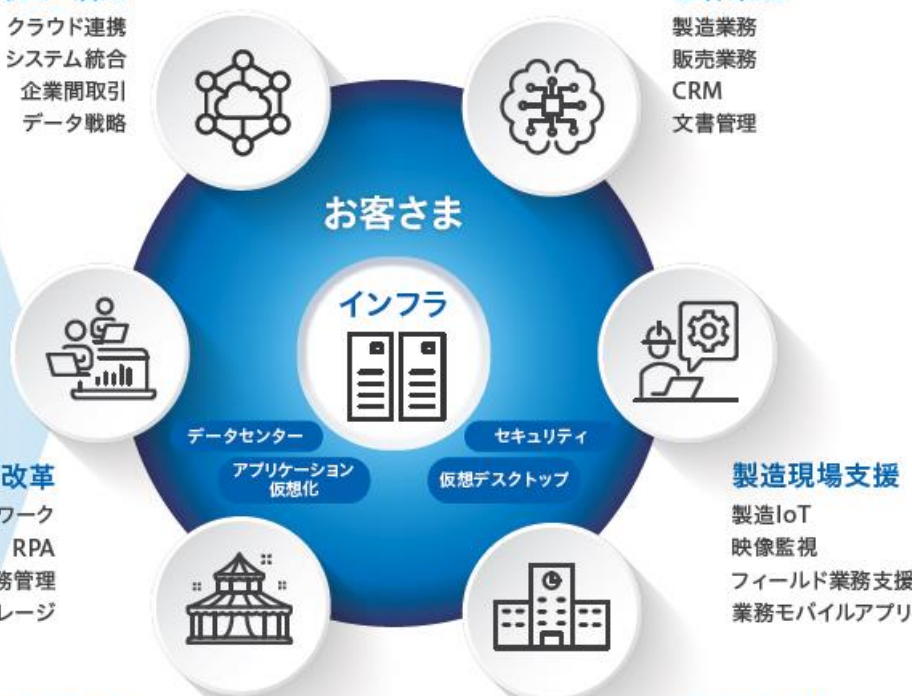 クラウド連携
システム統合
企業間取引
データ戦略
製造業務
販売業務
CRM
文書管理
お客さま
インフラ
データセンター
アプリケーション
仮想化
セキュリティ
仮想デスクトップ
改革
ワーク
RPA
務管理
レージ
製造現場支援
製造IoT
映像監視
フィールド業務支援
業務モバイルアプリ